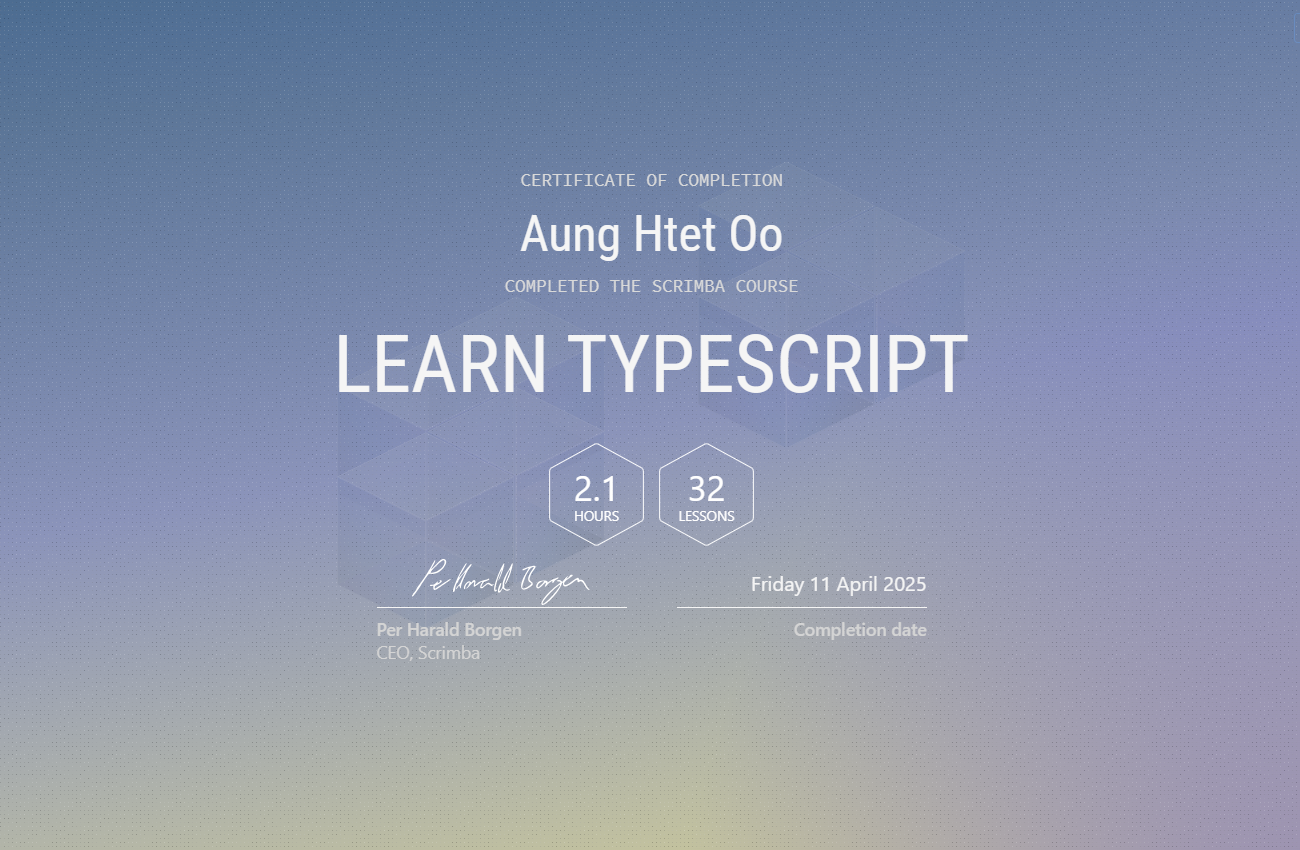 CERTIFICATE OF COMPLETION
Aung Htet Oo
COMPLETED THE SCRIMBA COURSE
LEARN TYPESCRIPT
2.1
HOURS
32
LESSONS
Per Harald Borgen
Friday 11 April 2025
Per Harald Borgen
CEO, Scrimba
Completion date